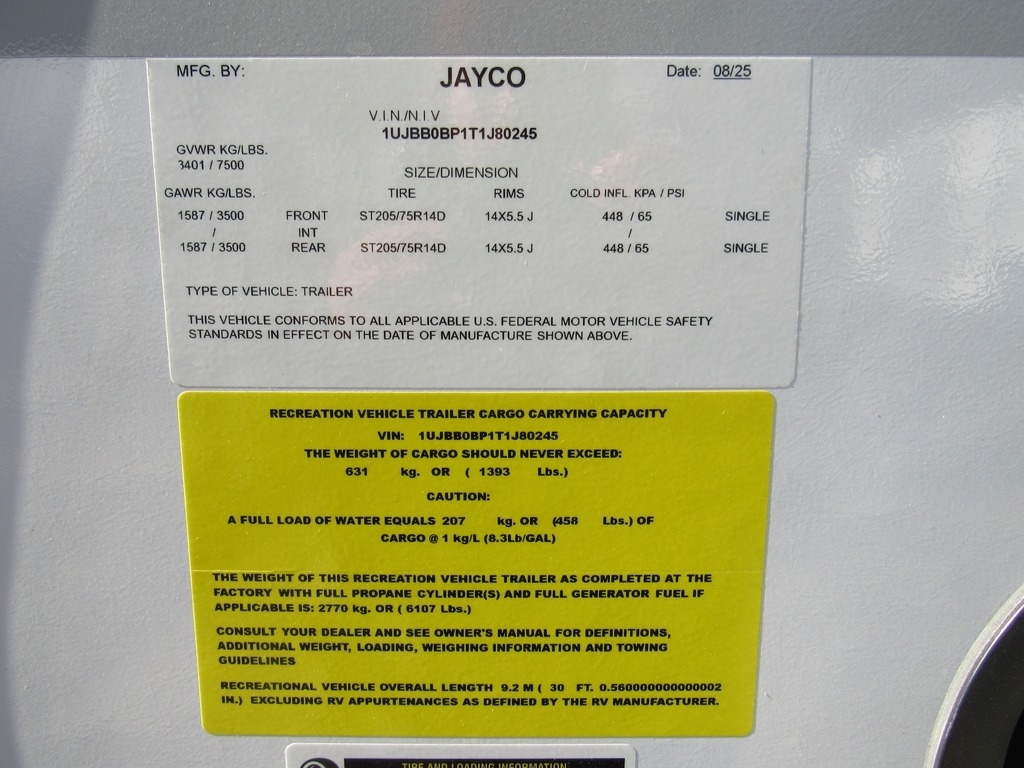 MFG. BY: JAYCO Date: 08/25
V.I.N./N.I.V
1UJBB0BP1T1J80245
GVWR KG/LBS.
3401 / 7500
SIZE/DIMENSION
GAWR KG/LBS. TIRE RIMS COLD INFL. KPA / PSI
1587 / 3500 FRONT ST205/75R14D 14X5.5 J 448 / 65 SINGLE
/ INT /
1587 / 3500 REAR ST205/75R14D 14X5.5 J 448 / 65 SINGLE
TYPE OF VEHICLE: TRAILER
THIS VEHICLE CONFORMS TO ALL APPLICABLE U.S. FEDERAL MOTOR VEHICLE SAFETY
STANDARDS IN EFFECT ON THE DATE OF MANUFACTURE SHOWN ABOVE.
RECREATION VEHICLE TRAILER CARGO CARRYING CAPACITY
VIN: 1UJBB0BP1T1J80245
THE WEIGHT OF CARGO SHOULD NEVER EXCEED:
631 kg. OR ( 1393 Lbs.)
CAUTION:
A FULL LOAD OF WATER EQUALS 207 kg. OR (458 Lbs.) OF
CARGO @ 1 kg/L (8.3Lb/GAL)
THE WEIGHT OF THIS RECREATION VEHICLE TRAILER AS COMPLETED AT THE
FACTORY WITH FULL PROPANE CYLINDER(S) AND FULL GENERATOR FUEL IF
APPLICABLE IS: 2770 kg. OR ( 6107 Lbs.)
CONSULT YOUR DEALER AND SEE OWNER'S MANUAL FOR DEFINITIONS,
ADDITIONAL WEIGHT, LOADING, WEIGHING INFORMATION AND TOWING
GUIDELINES
RECREATIONAL VEHICLE OVERALL LENGTH 9.2 M ( 30 FT. 0.560000000000002
IN.) EXCLUDING RV APPURTENANCES AS DEFINED BY THE RV MANUFACTURER.
TIRE AND LOADING INFORMATION